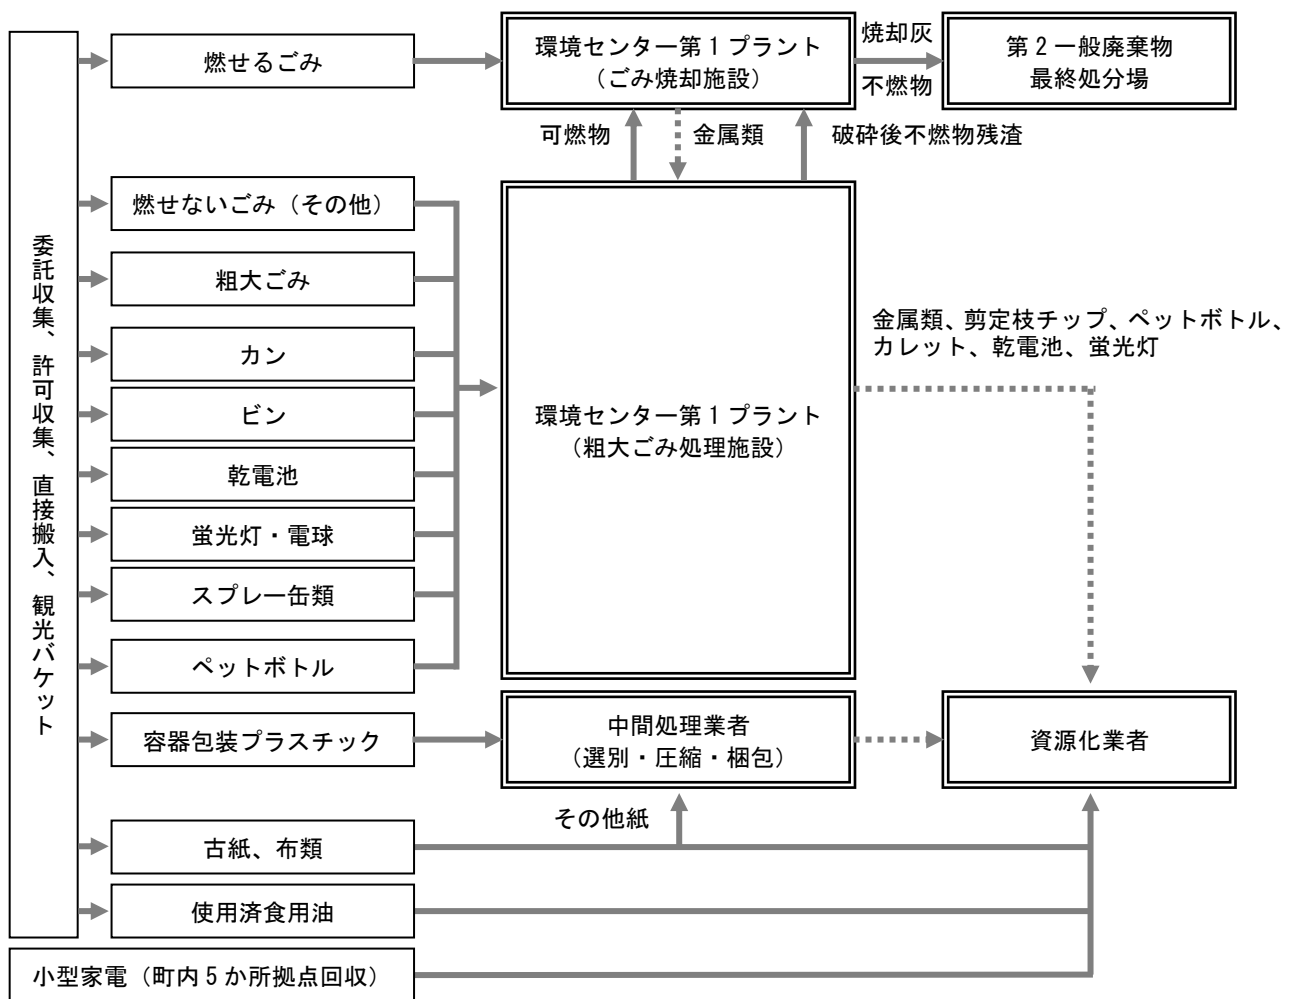 委託収集、許可収集、直接搬入、観光バケット
燃せるごみ
環境センター第1プラント
（ごみ焼却施設）
焼却灰
不燃物
第2一般廃棄物
最終処分場
可燃物
金属類
破砕後不燃物残渣
燃せないごみ（その他）
粗大ごみ
カン
ビン
乾電池
蛍光灯・電球
スプレー缶類
ペットボトル
環境センター第1プラント
（粗大ごみ処理施設）
金属類、剪定枝チップ、ペットボトル、
カレット、乾電池、蛍光灯
容器包装プラスチック
中間処理業者
（選別・圧縮・梱包）
資源化業者
その他紙
古紙、布類
使用済食用油
小型家電（町内5か所拠点回収）